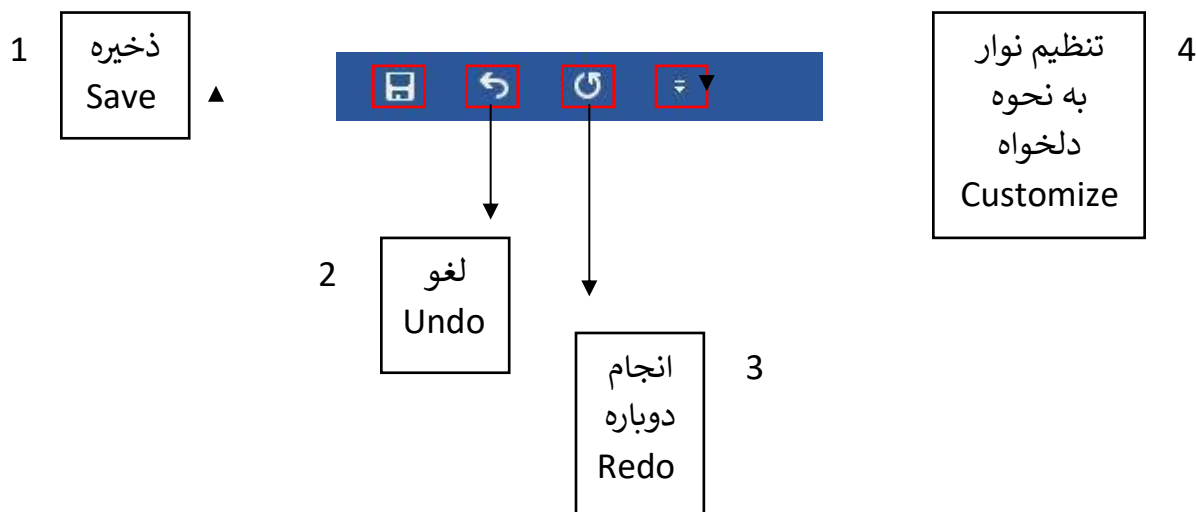 1
ذخیره
Save
2
لغو
Undo
3
انجام
دوباره
Redo
4
تنظیم نوار
به نحوه
دلخواه
Customize